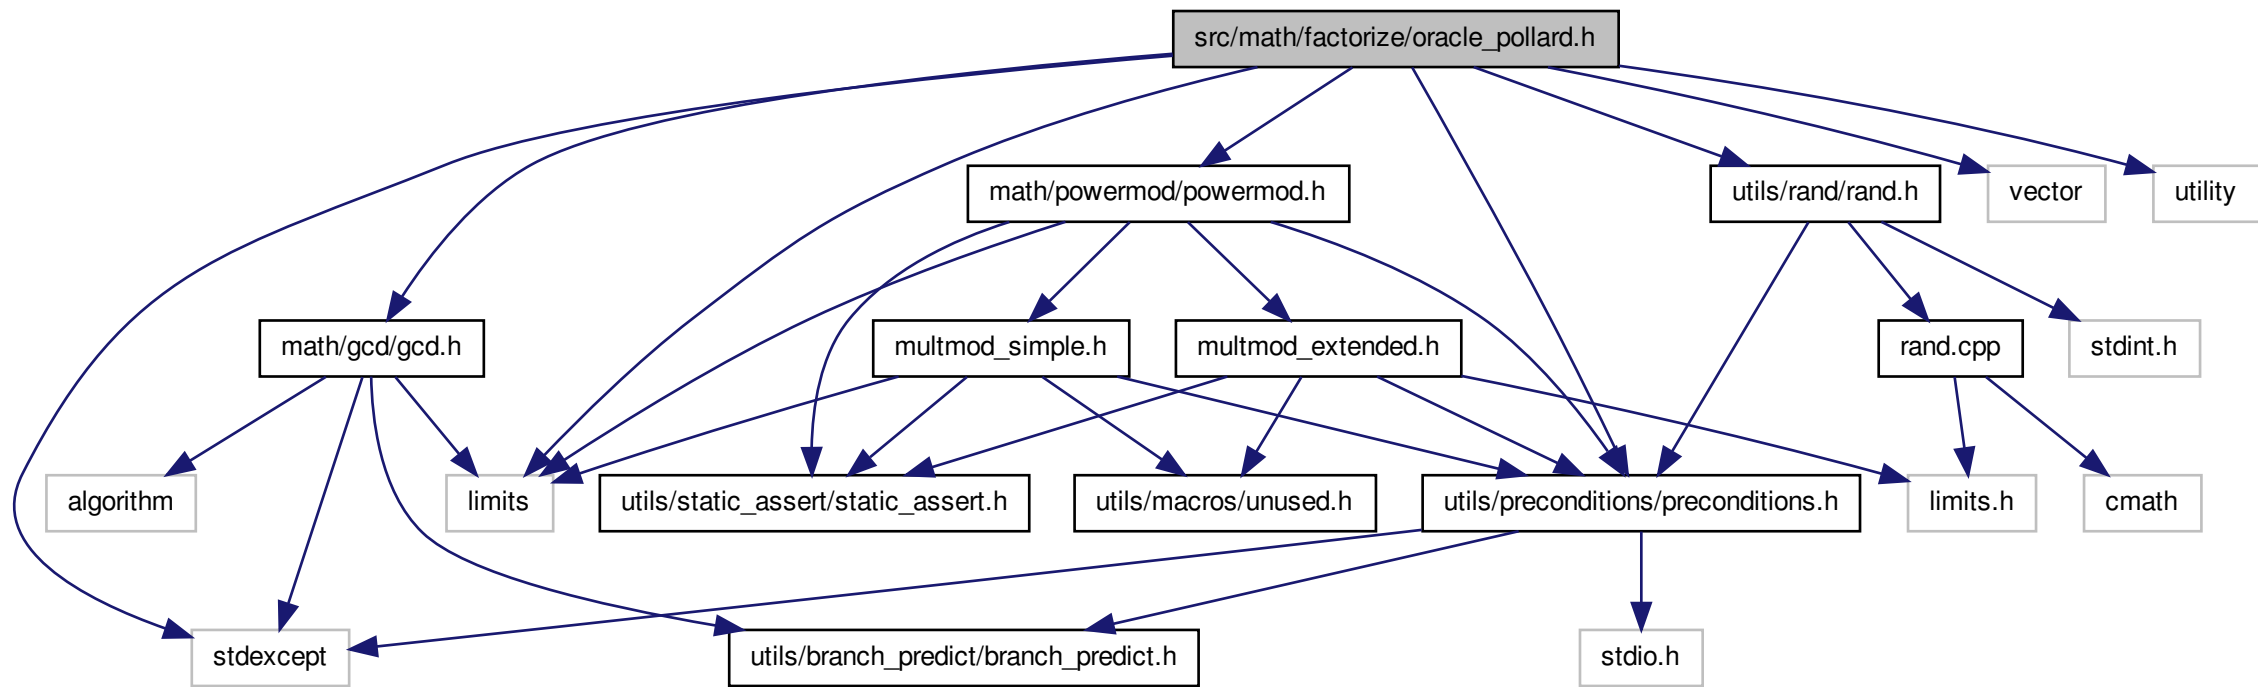 src/math/factorize/oracle_pollard.h
math/powermod/powermod.h
utils/rand/rand.h
vector
utility
math/gcd/gcd.h
multmod_simple.h
multmod_extended.h
rand.cpp
stdint.h
algorithm
limits
utils/static_assert/static_assert.h
utils/macros/unused.h
utils/preconditions/preconditions.h
limits.h
cmath
stdexcept
utils/branch_predict/branch_predict.h
stdio.h